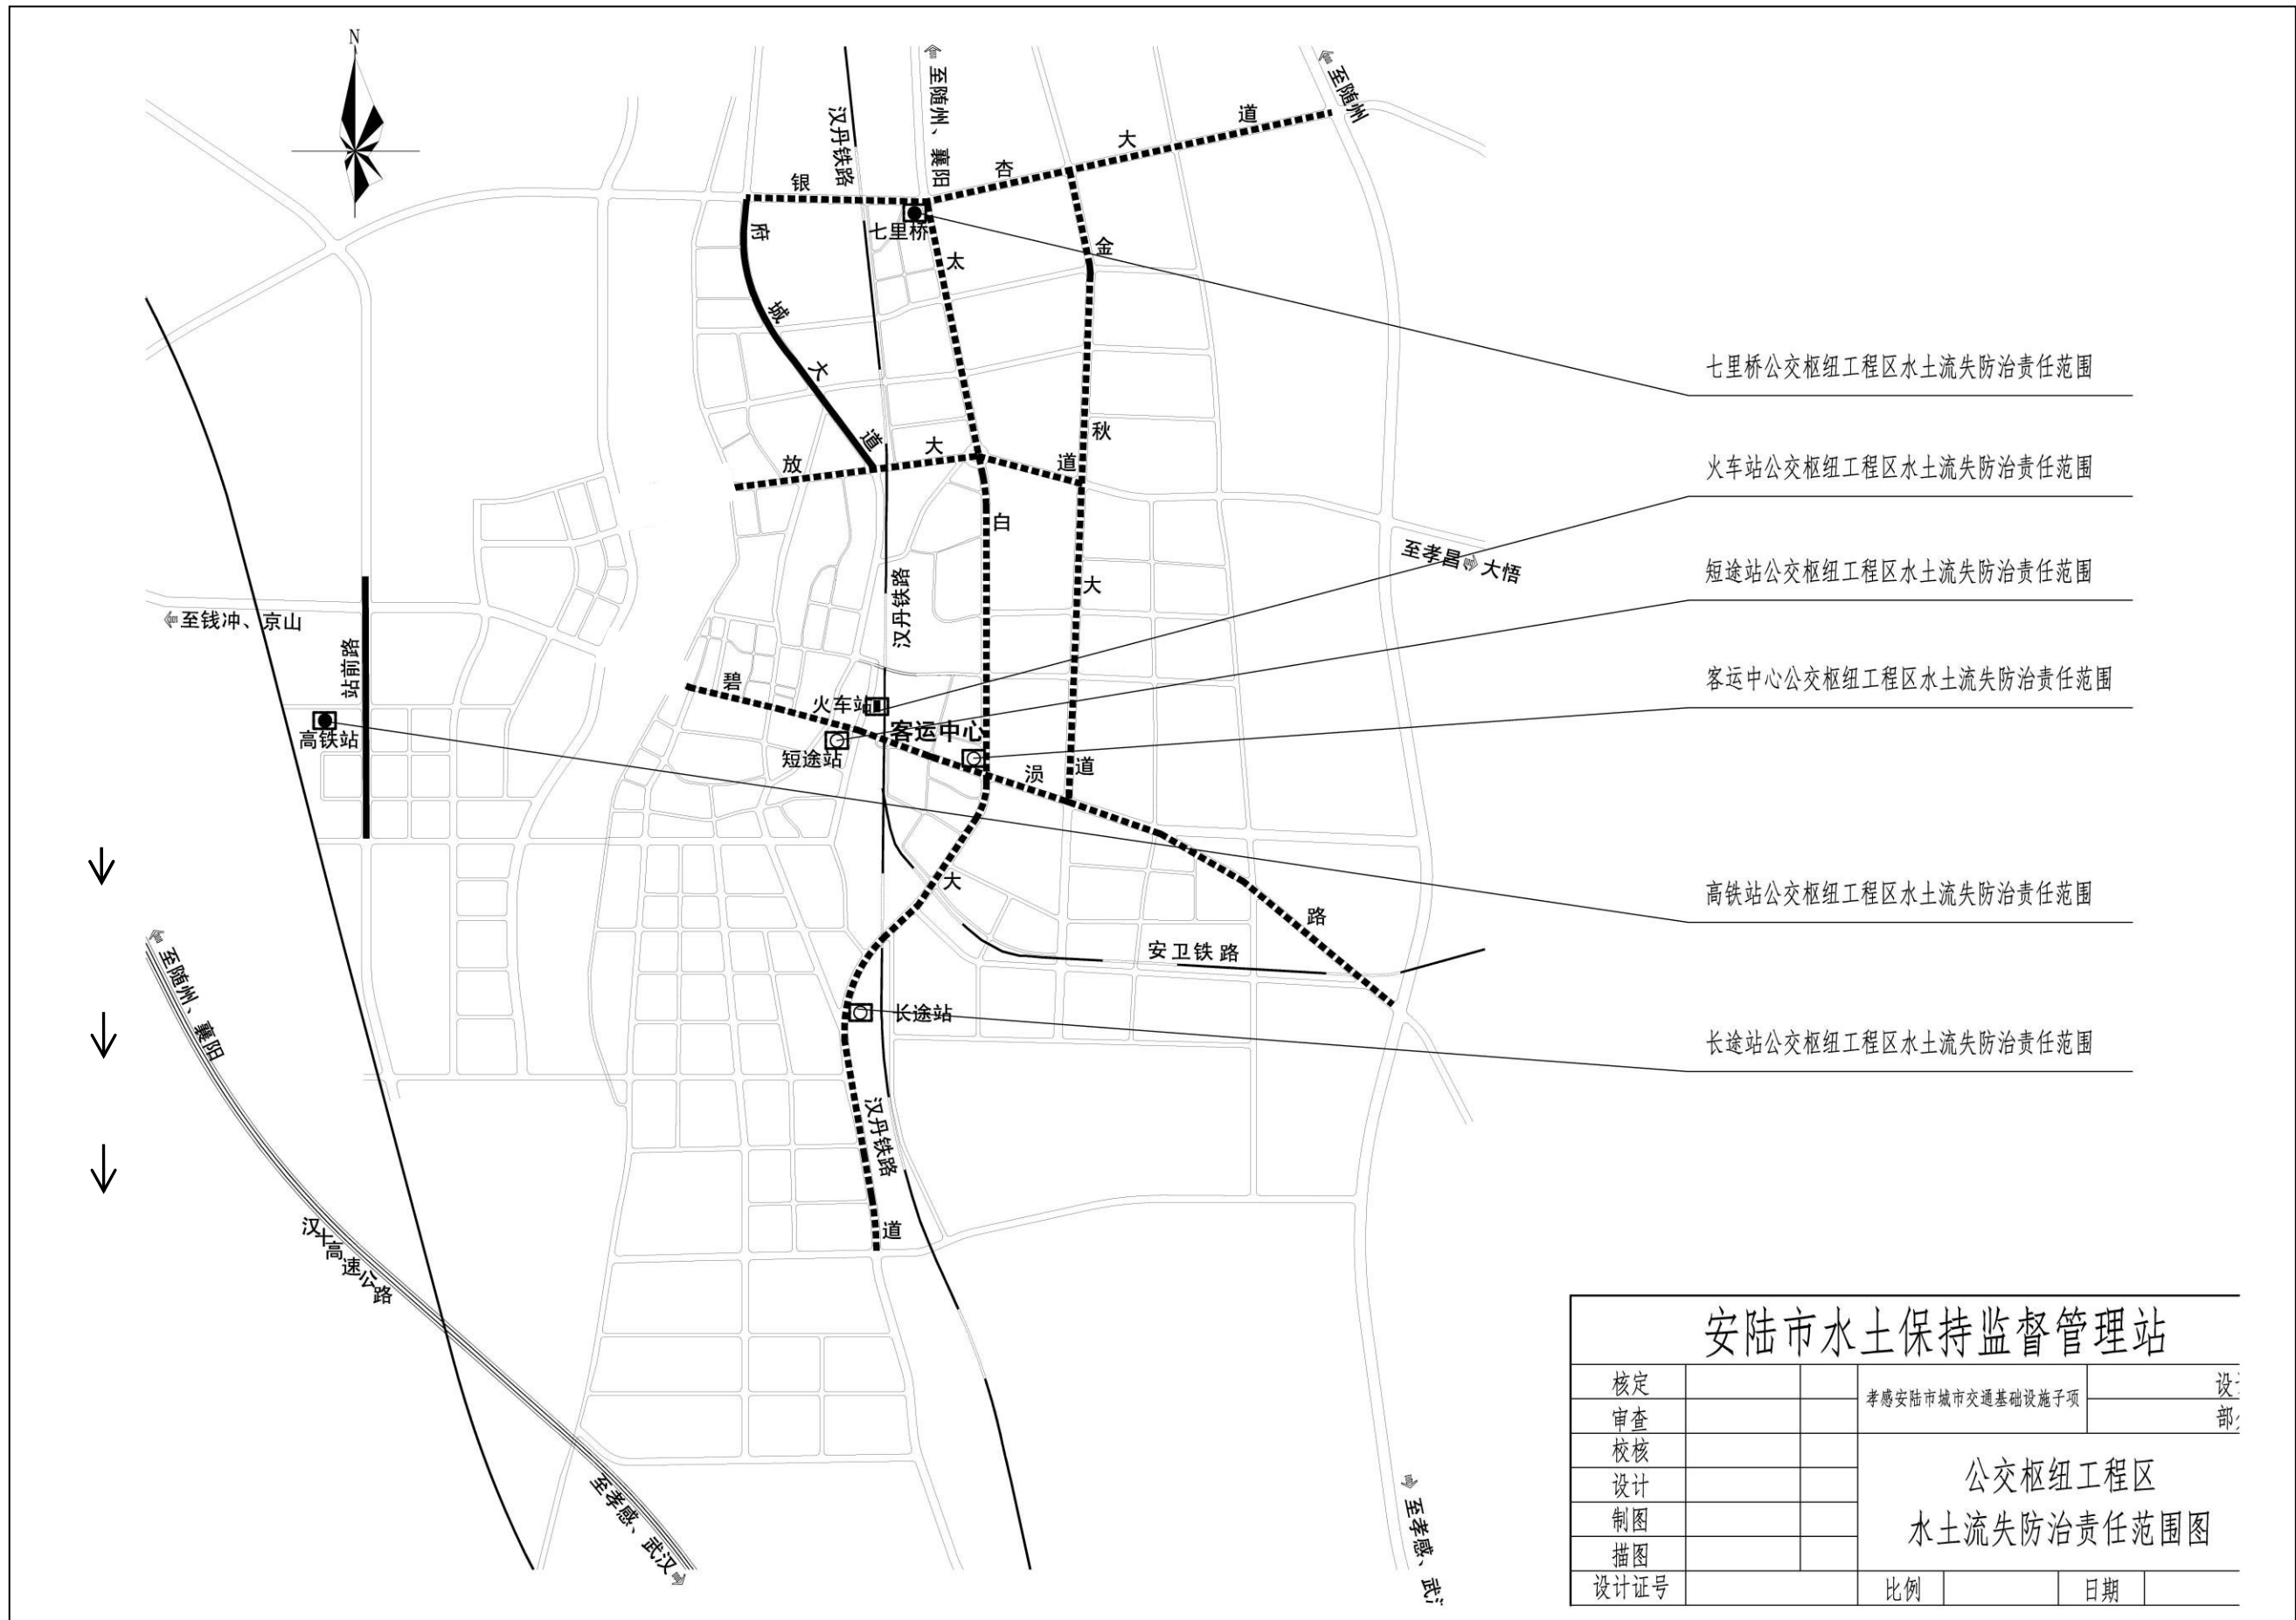 N
至随州、襄阳
至随州
汉丹铁路
银杏大道
七里桥
府城大道
太白大道
金秋大道
七里桥公交枢纽工程区水土流失防治责任范围
放大道
火车站公交枢纽工程区水土流失防治责任范围
至孝昌 大悟
短途站公交枢纽工程区水土流失防治责任范围
汉丹铁路
至钱冲、京山
站前路
碧涢路
火车站
客运中心
客运中心公交枢纽工程区水土流失防治责任范围
高铁站
短途站
高铁站公交枢纽工程区水土流失防治责任范围
安卫铁路
至随州、襄阳
长途站
长途站公交枢纽工程区水土流失防治责任范围
汉丹铁路
汉十高速公路
至孝感、武汉
至孝感、武
安陆市水土保持监督管理站
核定
孝感安陆市城市交通基础设施子项
设
审查
部
校核
公交枢纽工程区
设计
水土流失防治责任范围图
制图
描图
设计证号
比例
日期